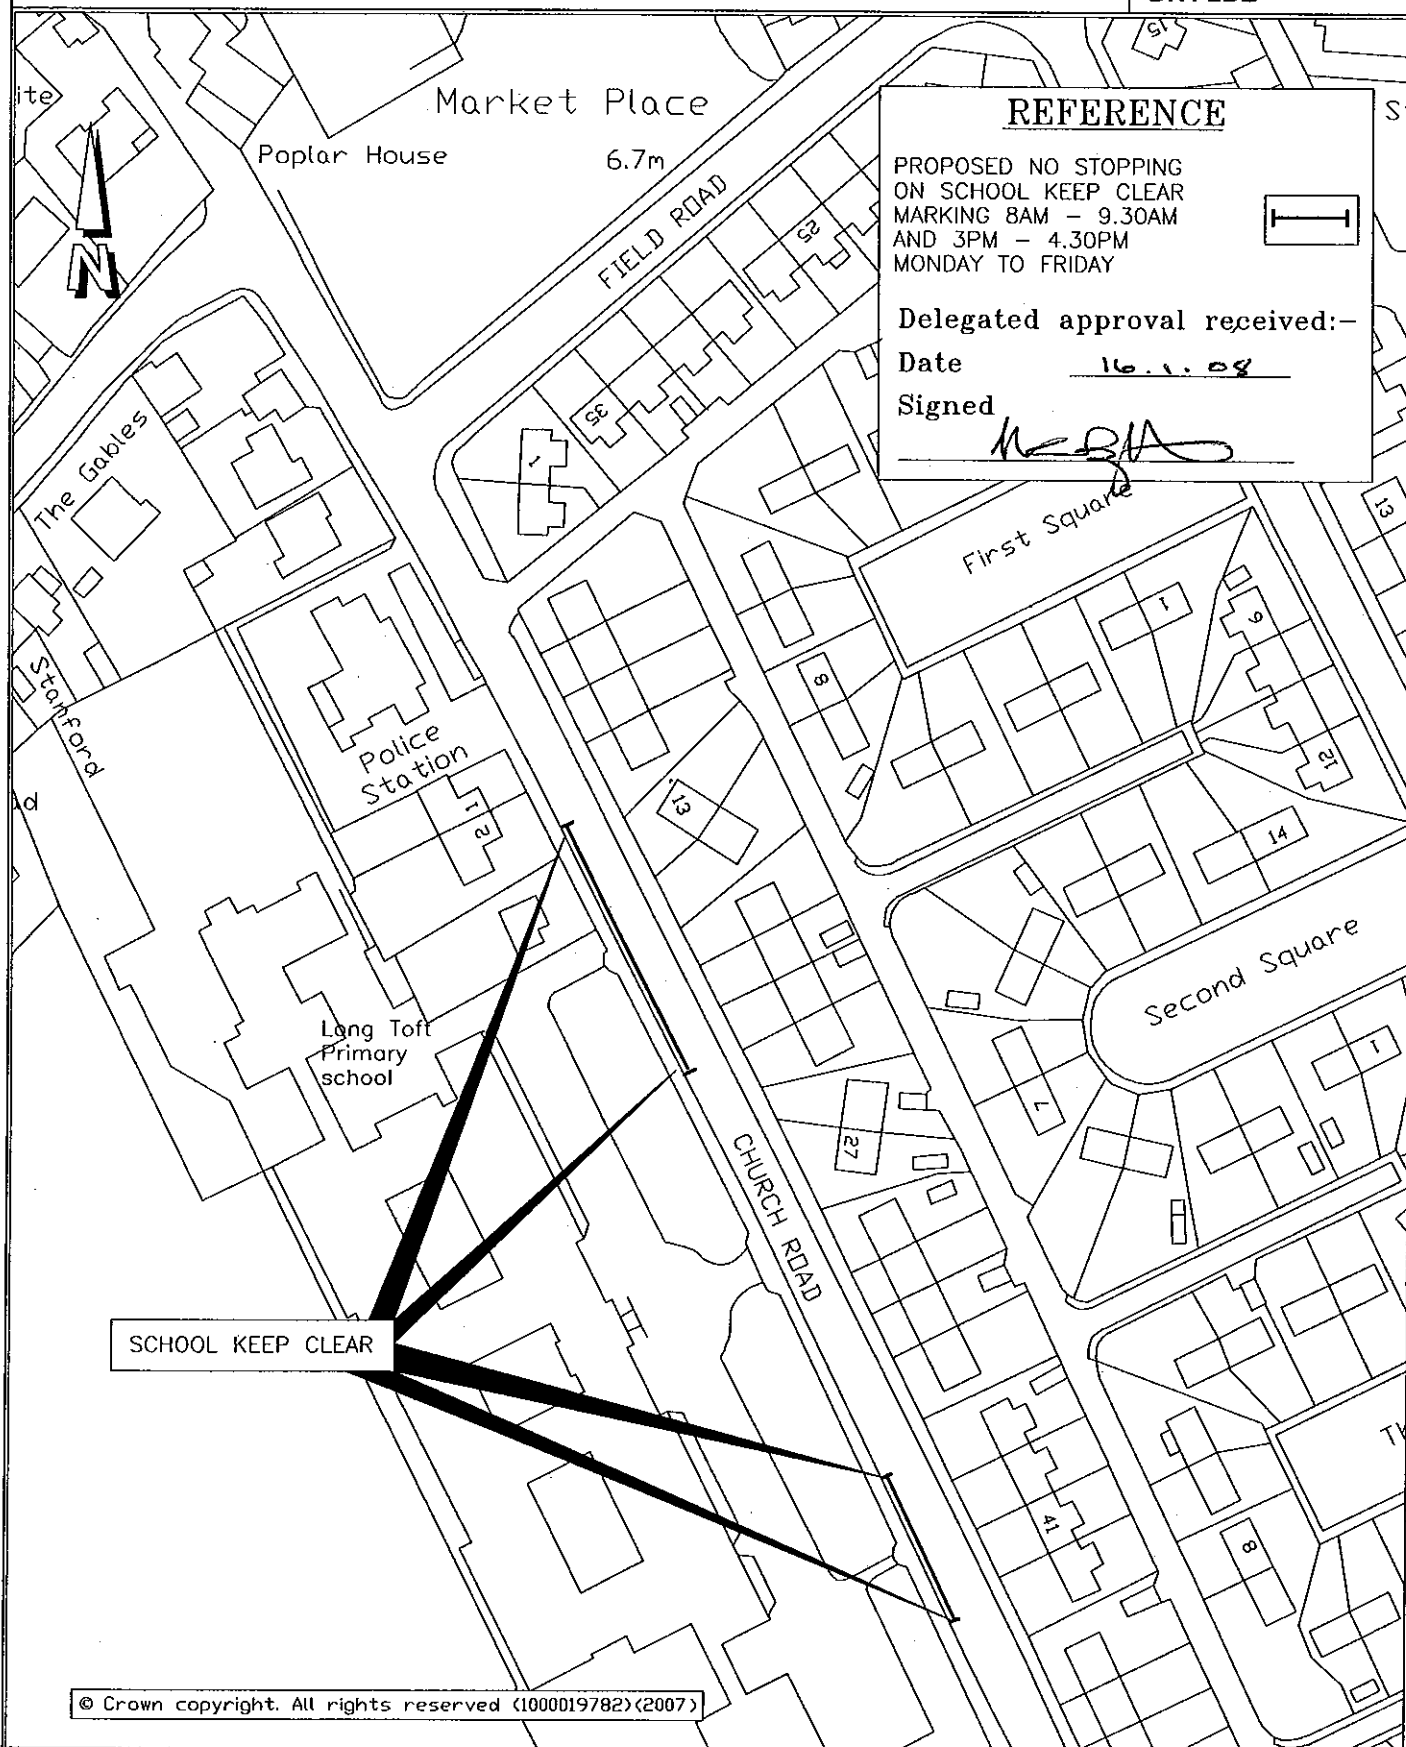 15
ite
Market Place
Poplar House
6.7m
FIELD ROAD
25
35
1
REFERENCE
PROPOSED NO STOPPING
ON SCHOOL KEEP CLEAR
MARKING 8AM - 9.30AM
AND 3PM - 4.30PM
MONDAY TO FRIDAY
Delegated approval received:-
Date 16.1.08
Signed
The Gables
First Square
13
1
9
8
12
Stanford
Police
Station
1
2
13
14
Second Square
Long Toft
Primary
school
7
1
27
CHURCH ROAD
SCHOOL KEEP CLEAR
41
8
© Crown copyright. All rights reserved (1000019782)(2007)